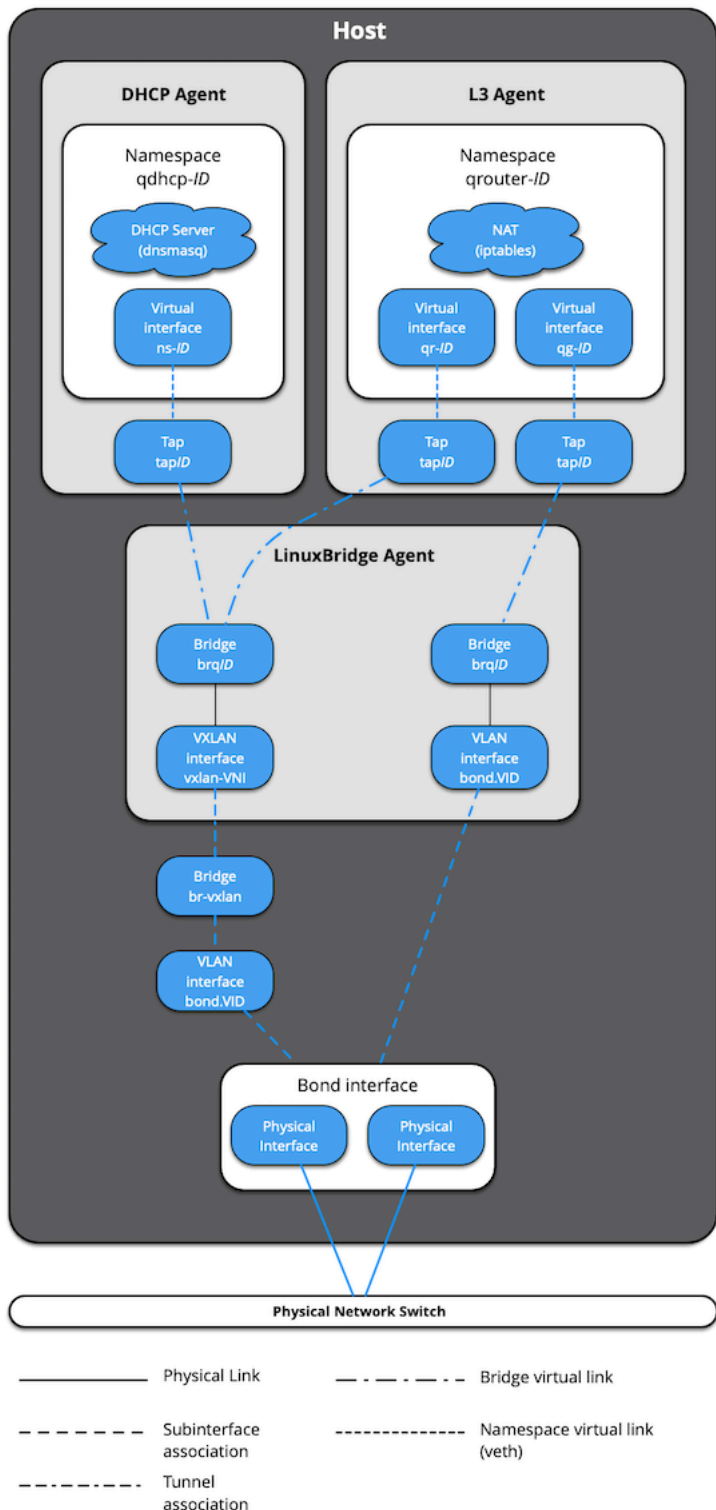 Host
DHCP Agent
Namespace
qdhcp-ID
DHCP Server
(dnsmasq)
Virtual
interface
ns-ID
Tap
tapID
L3 Agent
Namespace
qrouter-ID
NAT
(iptables)
Virtual
interface
qr-ID
Virtual
interface
qg-ID
Tap
tapID
Tap
tapID
LinuxBridge Agent
Bridge
brqID
Bridge
brqID
VXLAN
interface
vxlan-VNI
VLAN
interface
bond.VID
Bridge
br-vxlan
VLAN
interface
bond.VID
Bond interface
Physical
Interface
Physical
Interface
Physical Network Switch
Physical Link
Bridge virtual link
Subinterface
association
Namespace virtual link
(veth)
Tunnel
association